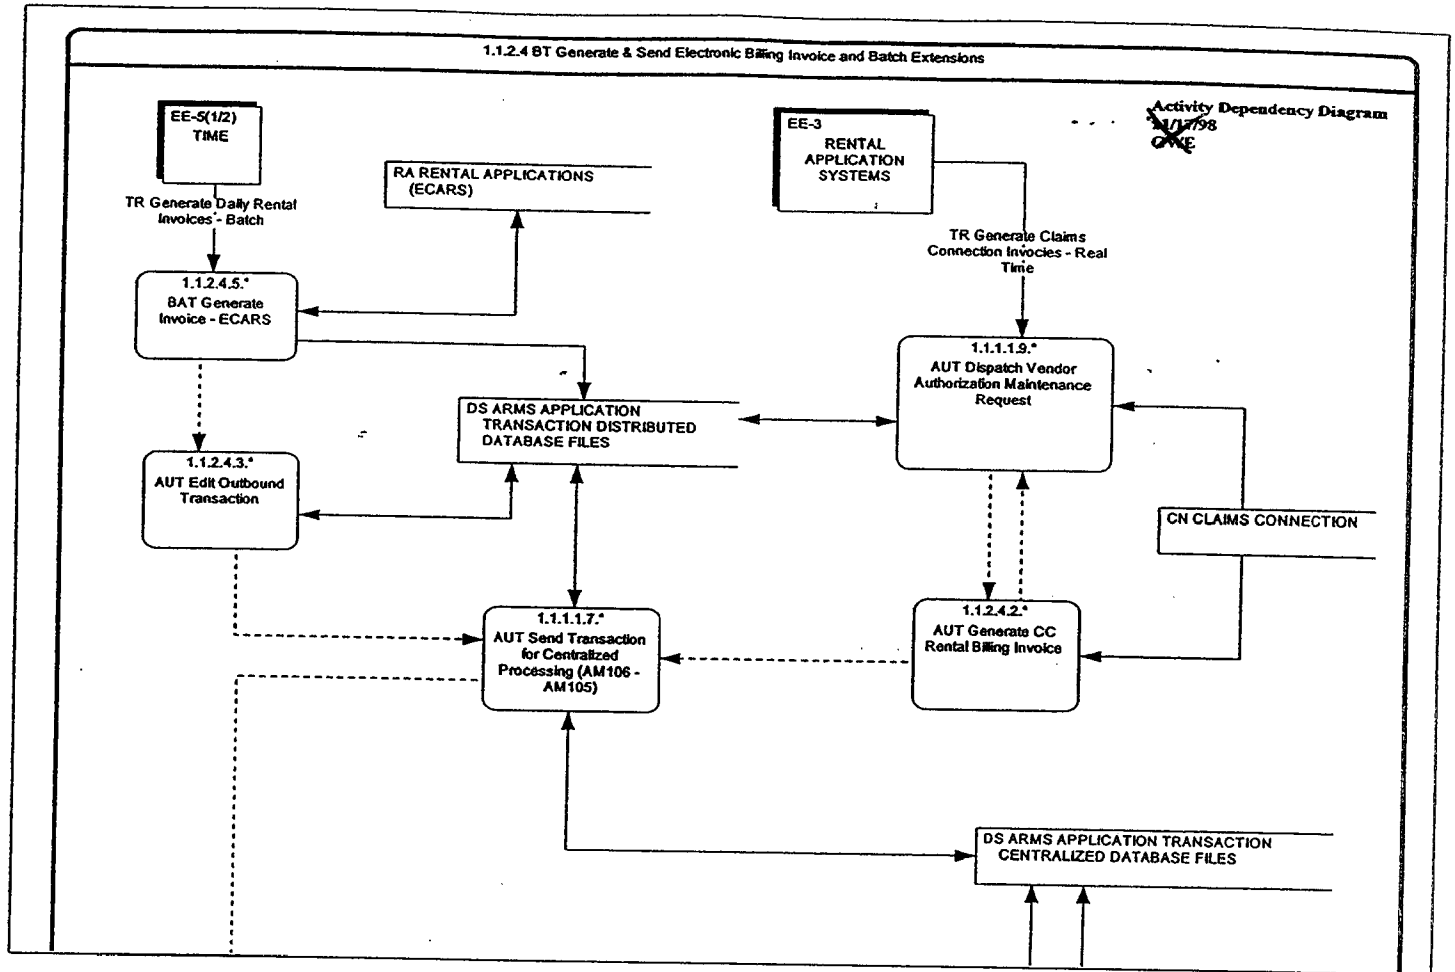 1.1.2.4 BT Generate & Send Electronic Billing Invoice and Batch Extensions
Activity Dependency Diagram
EE-5(1/2)
TIME
EE-3
RENTAL
APPLICATION
SYSTEMS
RA RENTAL APPLICATIONS
(ECARS)
TR Generate Daily Rental
Invoices - Batch
TR Generate Claims
Connection Invocies - Real
Time
1.1.2.4.5.*
BAT Generate
Invoice - ECARS
1.1.1.1.9.*
AUT Dispatch Vendor
Authorization Maintenance
Request
DS ARMS APPLICATION
TRANSACTION DISTRIBUTED
DATABASE FILES
1.1.2.4.3.*
AUT Edit Outbound
Transaction
CN CLAIMS CONNECTION
1.1.1.1.7.*
AUT Send Transaction
for Centralized
Processing (AM106 -
AM105)
1.1.2.4.2.*
AUT Generate CC
Rental Billing Invoice
DS ARMS APPLICATION TRANSACTION
CENTRALIZED DATABASE FILES